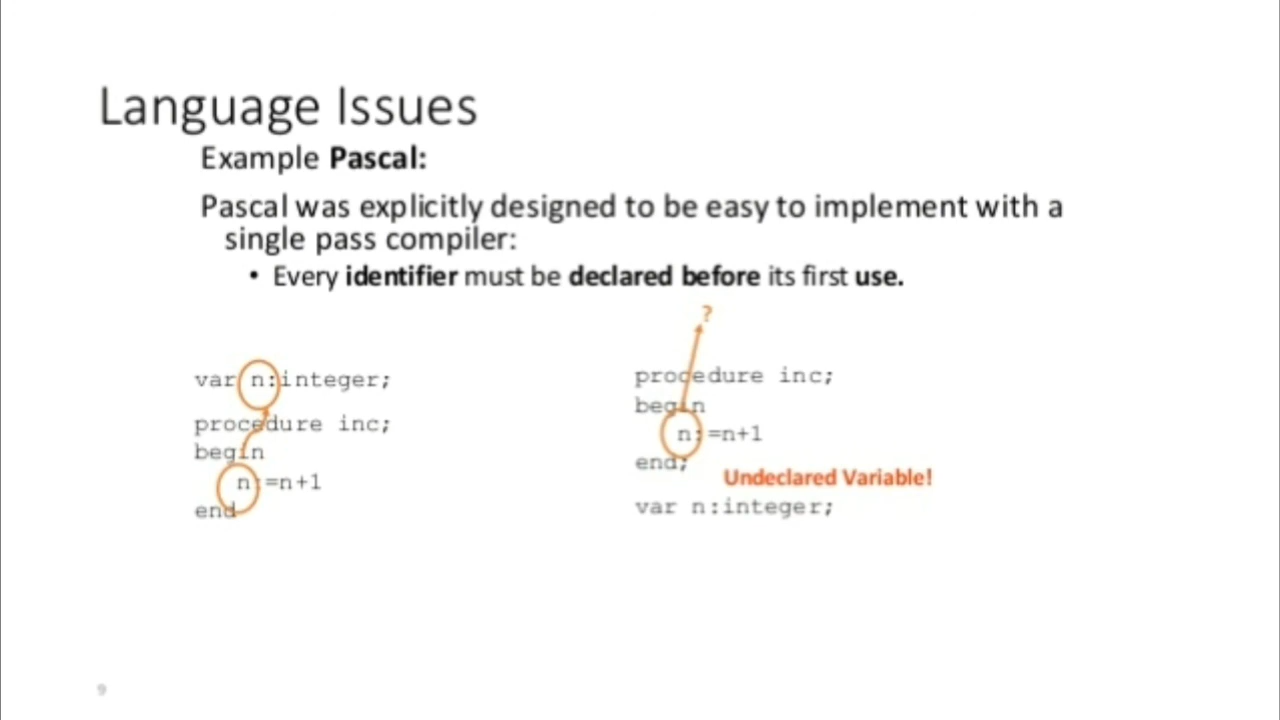 Language Issues
Example Pascal:
Pascal was explicitly designed to be easy to implement with a
single pass compiler:
• Every identifier must be declared before its first use.
?
var n:integer;
procedure inc;
begin
n:=n+1
end
procedure inc;
begin
n:=n+1
end;
Undeclared Variable!
var n:integer;
9